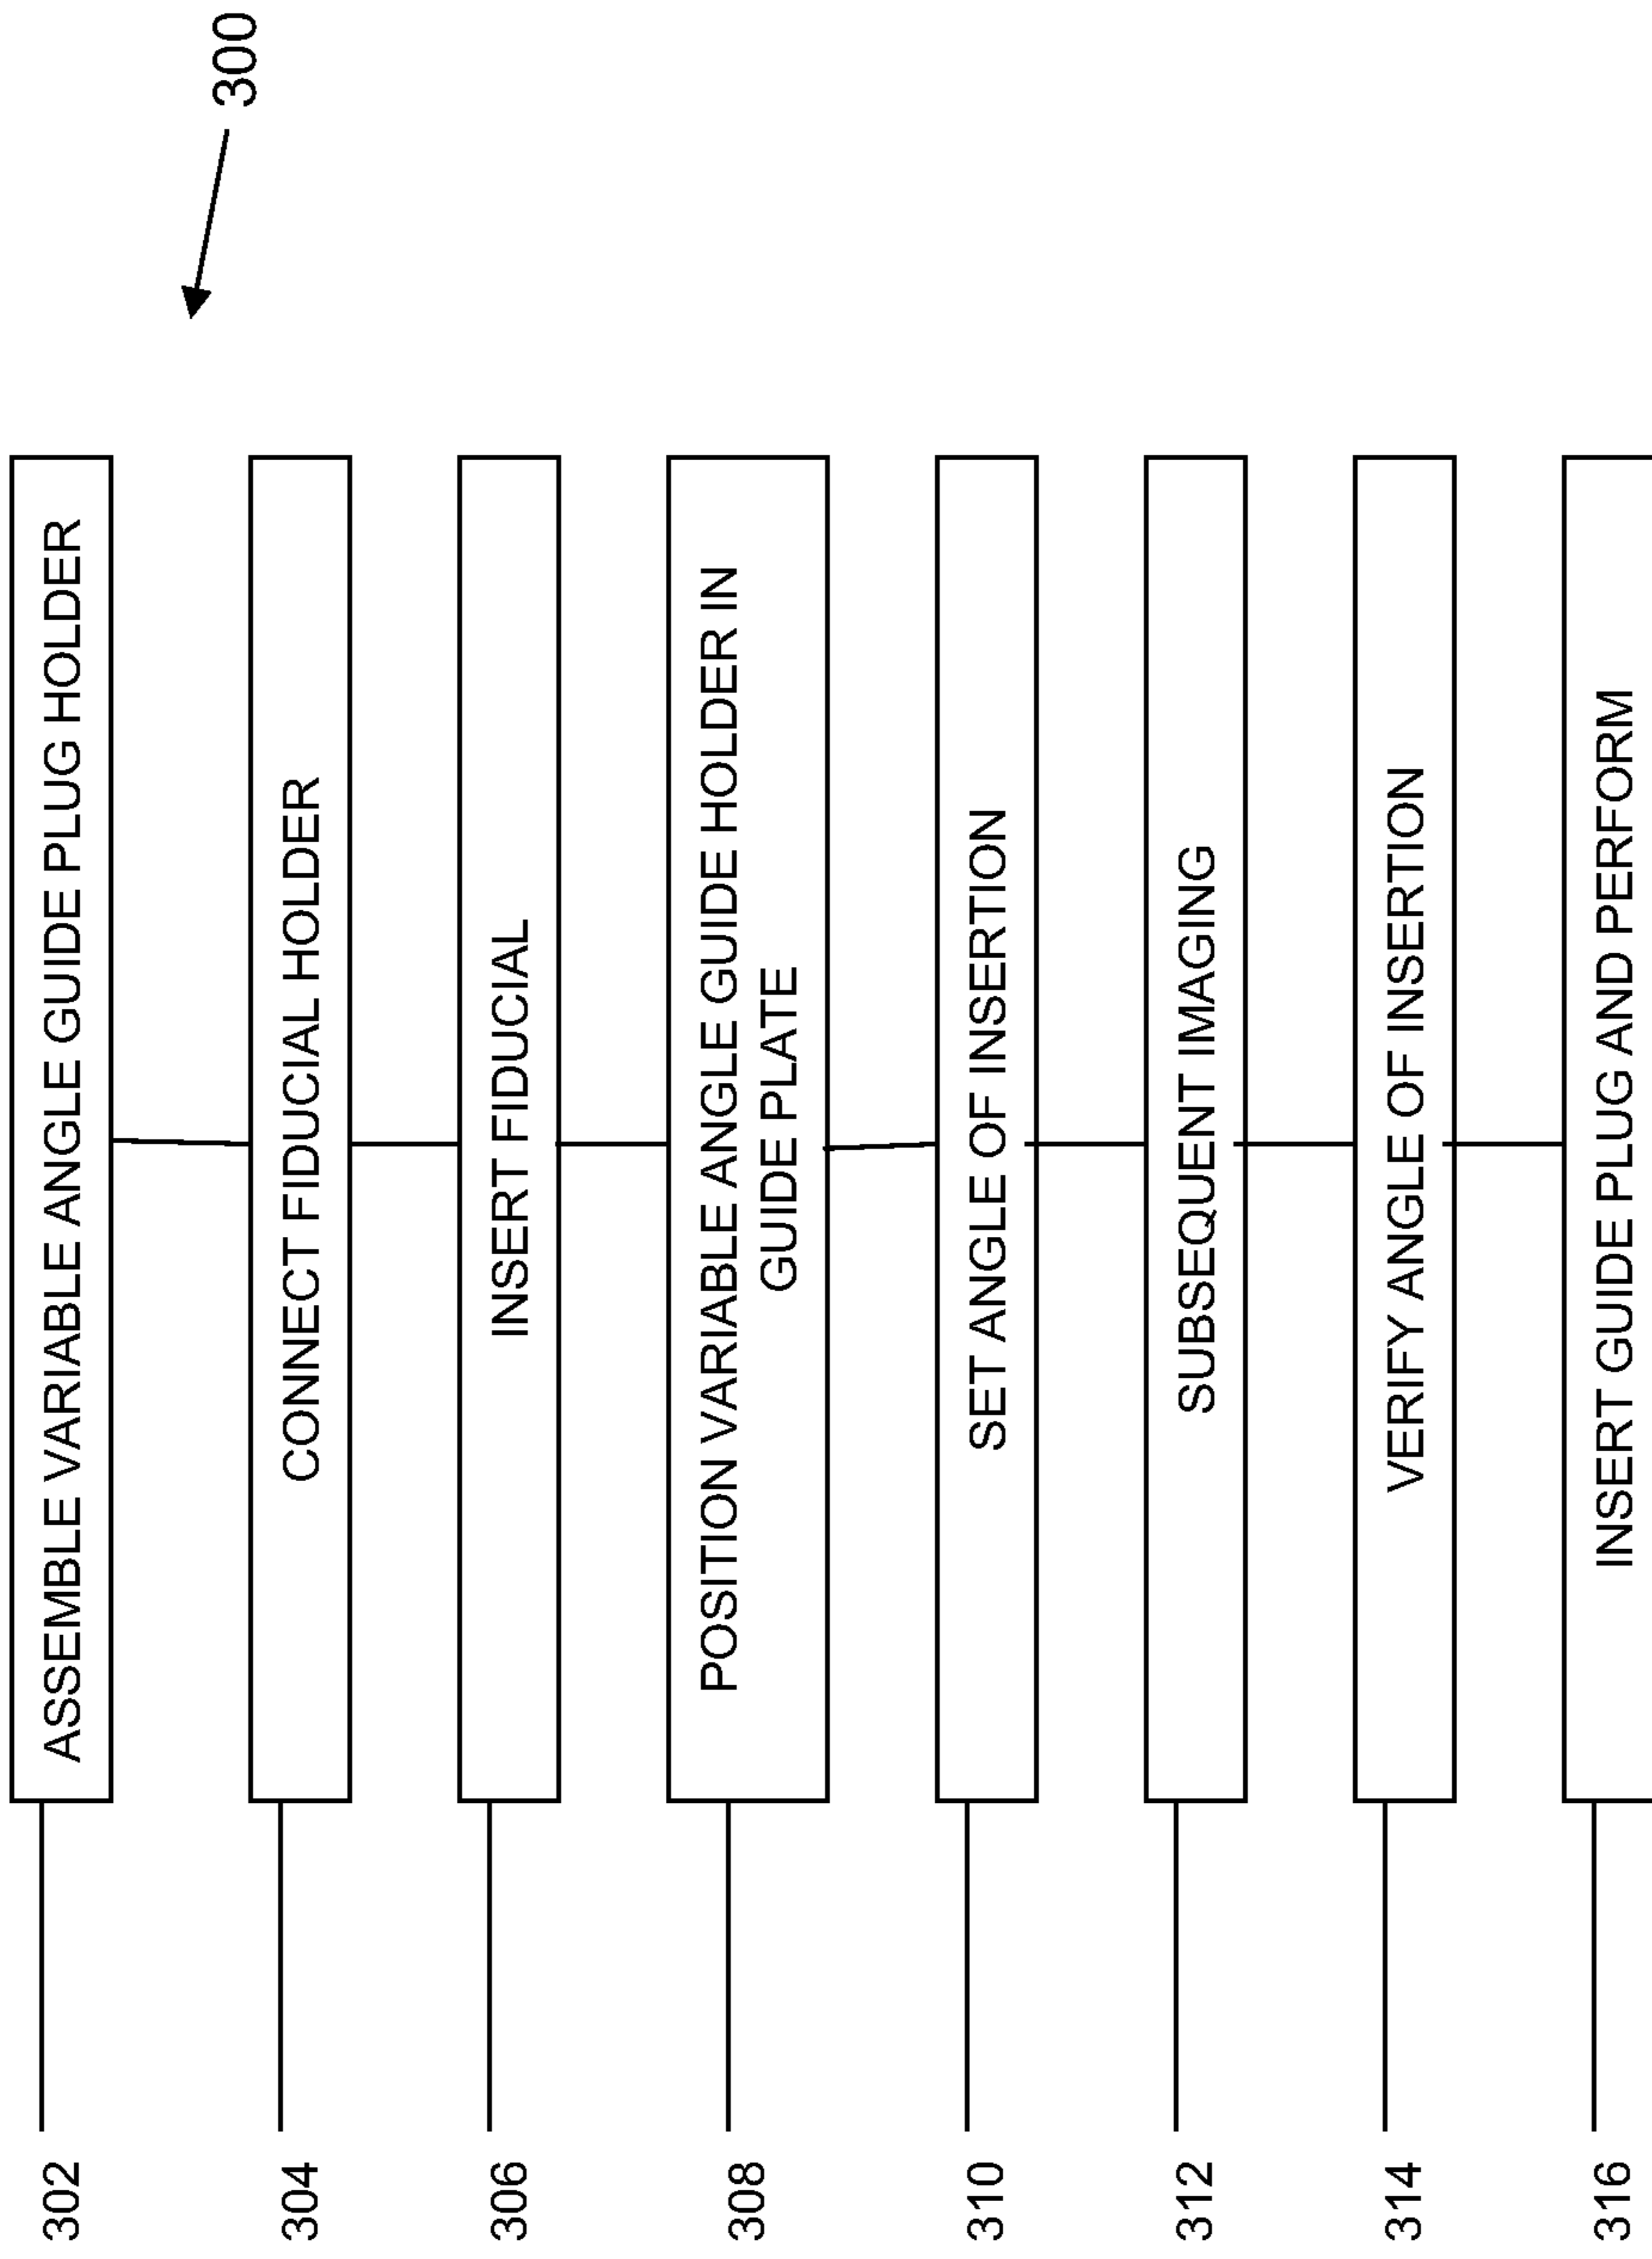 300
302
ASSEMBLE VARIABLE ANGLE GUIDE PLUG HOLDER
304
CONNECT FIDUCIAL HOLDER
306
INSERT FIDUCIAL
308
POSITION VARIABLE ANGLE GUIDE HOLDER IN
GUIDE PLATE
310
SET ANGLE OF INSERTION
312
SUBSEQUENT IMAGING
314
VERIFY ANGLE OF INSERTION
316
INSERT GUIDE PLUG AND PERFORM